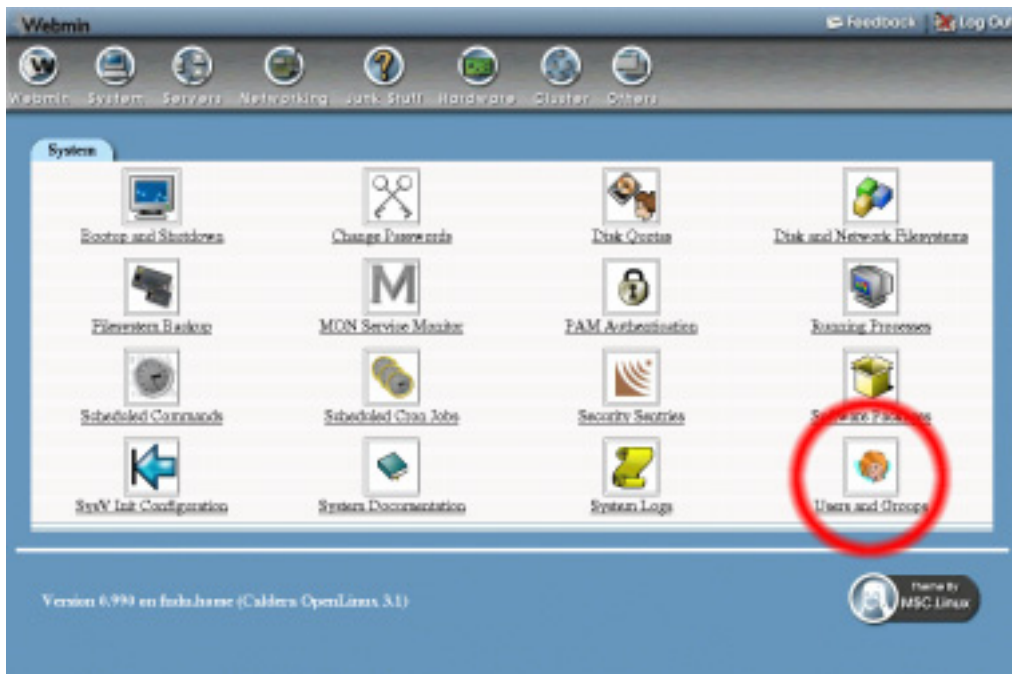 Webmin
Feedback Log Out
Webmin System Servers Networking Junk Stuff Hardware Cluster Others
System
Bootup and Shutdown Change Passwords Disk Quotas Disk and Network Filesystems
Filesystem Backup MON Service Monitor PAM Authentication Running Processes
Scheduled Commands Scheduled Cron Jobs Security Sentries Software Packages
SysV Init Configuration System Documentation System Logs Users and Groups
Version 0.990 on fudu.home (Caldera OpenLinux 3.1)
Theme By
MSC.Linux